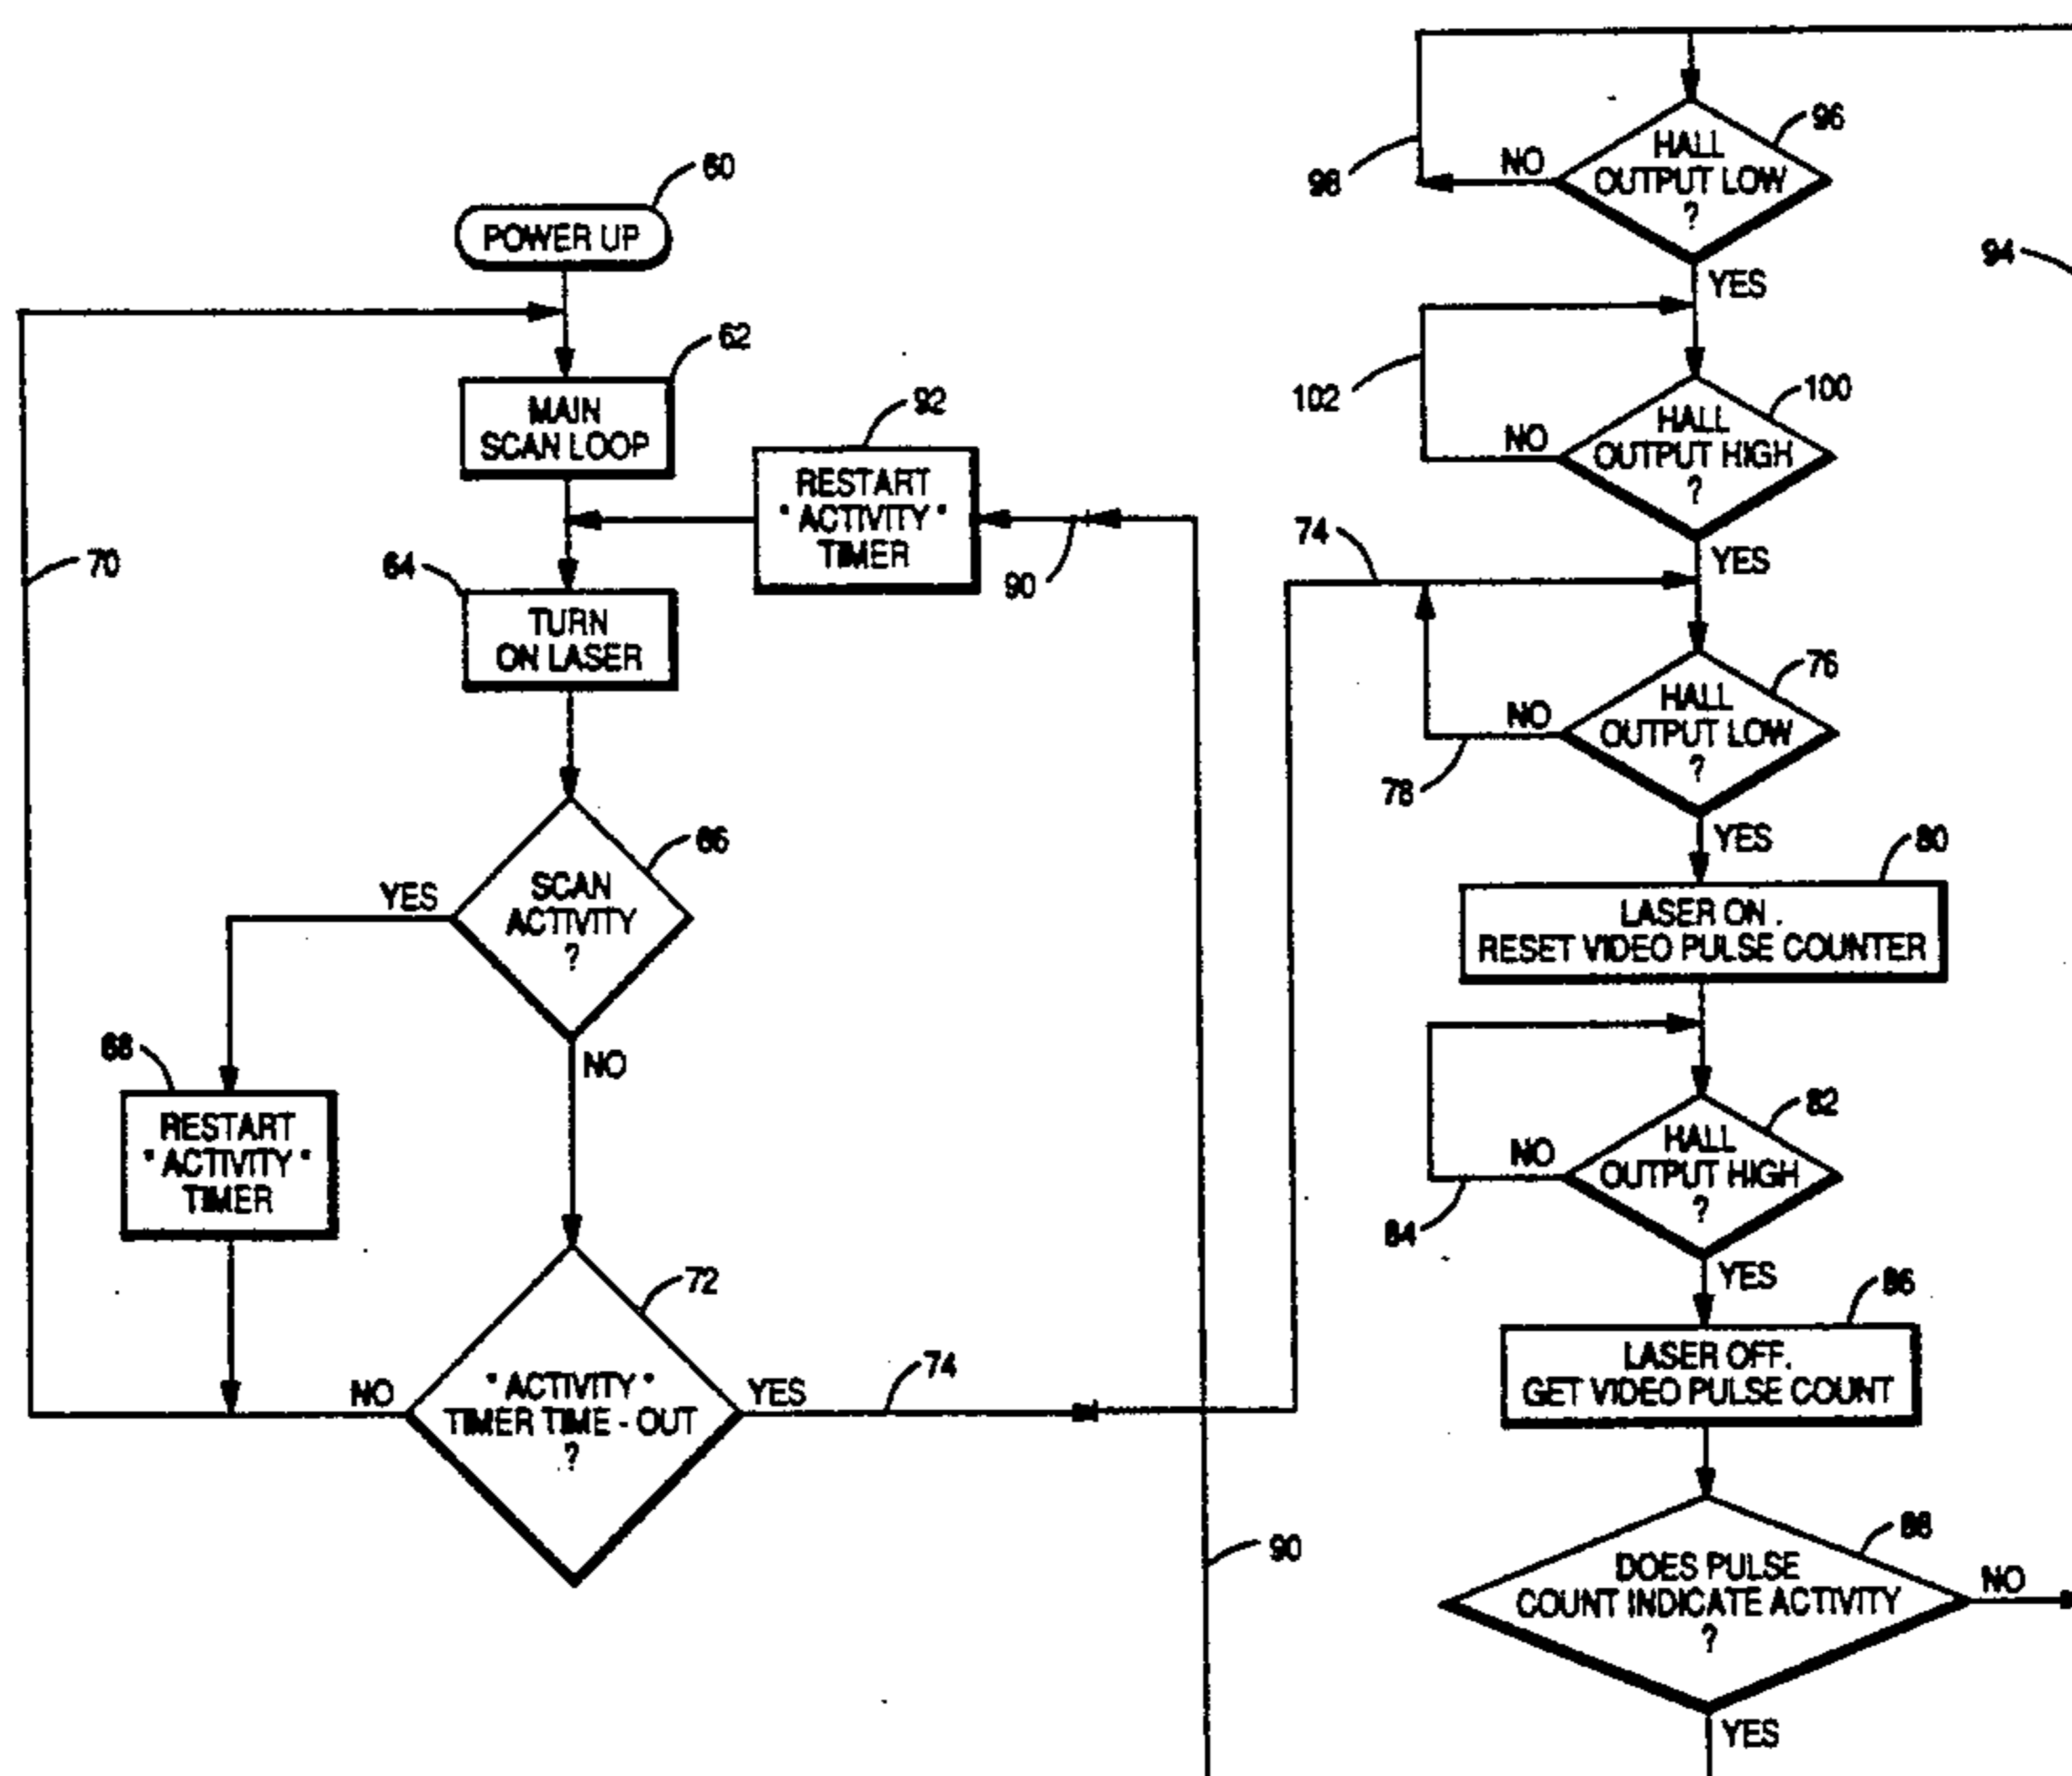 60
POWER UP
62
MAIN
SCAN LOOP
92
RESTART
" ACTIVITY "
TIMER
90
70
64
TURN
ON LASER
66
SCAN
ACTIVITY
?
YES
NO
68
RESTART
" ACTIVITY "
TIMER
72
" ACTIVITY "
TIMER TIME - OUT
?
NO
YES
74
90
96
HALL
OUTPUT LOW
?
NO
98
YES
94
100
HALL
OUTPUT HIGH
?
NO
102
YES
74
76
HALL
OUTPUT LOW
?
NO
78
YES
80
LASER ON .
RESET VIDEO PULSE COUNTER
82
HALL
OUTPUT HIGH
?
NO
84
YES
86
LASER OFF.
GET VIDEO PULSE COUNT
88
DOES PULSE
COUNT INDICATE ACTIVITY
?
NO
YES